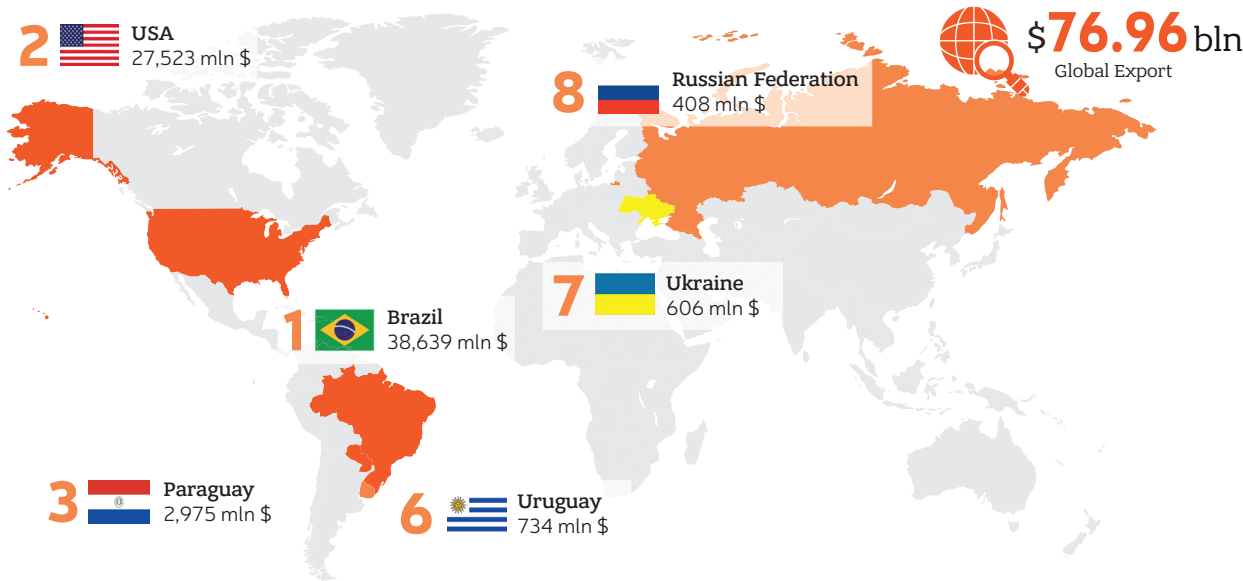 2
USA
27,523 mln $
$76.96 bln
Global Export
8
Russian Federation
408 mln $
7
Ukraine
606 mln $
1
Brazil
38,639 mln $
3
Paraguay
2,975 mln $
6
Uruguay
734 mln $